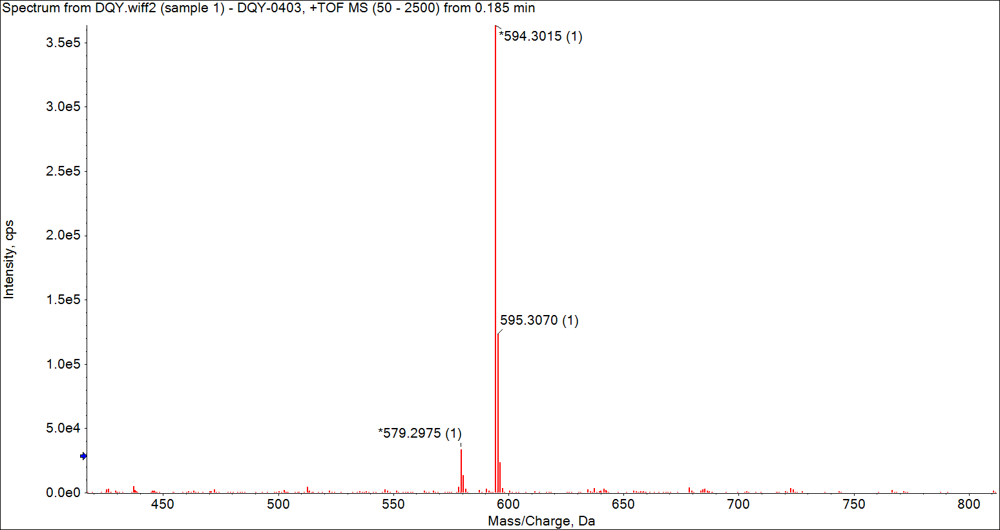 Spectrum from DQY.wiff2 (sample 1) - DQY-0403, +TOF MS (50 - 2500) from 0.185 min
*594.3015 (1)
3.5e5
3.0e5
2.5e5
2.0e5
Intensity, cps
1.5e5
595.3070 (1)
1.0e5
*579.2975 (1)
5.0e4
0.0e0
450
500
550
600
650
700
750
800
Mass/Charge, Da